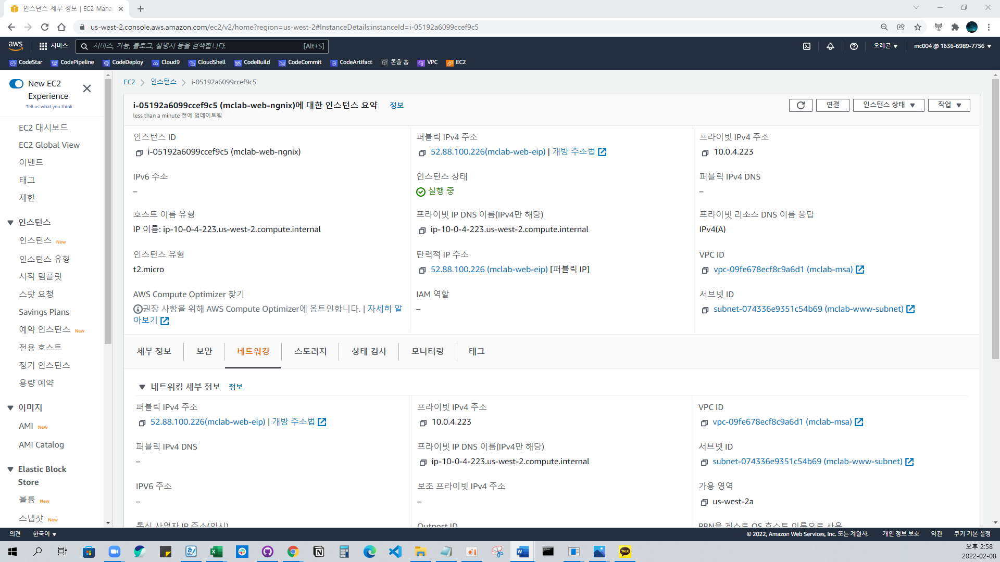 인스턴스 세부 정보 | EC2 Mana
us-west-2.console.aws.amazon.com/ec2/v2/home?region=us-west-2#InstanceDetails:instanceId=i-05192a6099ccef9c5
aws 서비스 서비스, 기능, 블로그, 설명서 등을 검색합니다. [Alt+S] 오레곤 ▼ mc004 @ 1636-6989-7756 ▼
CodeStar CodePipeline CodeDeploy Cloud9 CloudShell CodeBuild CodeCommit CodeArtifact 콘솔 홈 VPC EC2
New EC2
Experience
Tell us what you think
EC2 대시보드
EC2 Global View
이벤트
태그
제한
▼ 인스턴스
인스턴스 New
인스턴스 유형
시작 템플릿
스팟 요청
Savings Plans
예약 인스턴스 New
전용 호스트
정기 인스턴스
용량 예약
▼ 이미지
AMI New
AMI Catalog
▼ Elastic Block
Store
볼륨 New
스냅샷 New
EC2 > 인스턴스 > i-05192a6099ccef9c5
i-05192a6099ccef9c5 (mclab-web-ngnix)에 대한 인스턴스 요약 정보
less than a minute 전에 업데이트됨
연결 인스턴스 상태 ▼ 작업 ▼
인스턴스 ID 퍼블릭 IPv4 주소 프라이빗 IPv4 주소
i-05192a6099ccef9c5 (mclab-web-ngnix) 52.88.100.226(mclab-web-eip) | 개방 주소법 10.0.4.223
IPv6 주소 인스턴스 상태 퍼블릭 IPv4 DNS
– 실행 중 –
호스트 이름 유형 프라이빗 IP DNS 이름(IPv4만 해당) 프라이빗 리소스 DNS 이름 응답
IP 이름: ip-10-0-4-223.us-west-2.compute.internal ip-10-0-4-223.us-west-2.compute.internal IPv4(A)
인스턴스 유형 탄력적 IP 주소 VPC ID
t2.micro 52.88.100.226 (mclab-web-eip) [퍼블릭 IP] vpc-09fe678ecf8c9a6d1 (mclab-msa)
AWS Compute Optimizer 찾기 IAM 역할 서브넷 ID
권장 사항을 위해 AWS Compute Optimizer에 옵트인합니다. | 자세히 알 – subnet-074336e9351c54b69 (mclab-www-subnet)
아보기
세부 정보 보안 네트워킹 스토리지 상태 검사 모니터링 태그
▼ 네트워킹 세부 정보 정보
퍼블릭 IPv4 주소 프라이빗 IPv4 주소 VPC ID
52.88.100.226(mclab-web-eip) | 개방 주소법 10.0.4.223 vpc-09fe678ecf8c9a6d1 (mclab-msa)
퍼블릭 IPv4 DNS 프라이빗 IP DNS 이름(IPv4만 해당) 서브넷 ID
– ip-10-0-4-223.us-west-2.compute.internal subnet-074336e9351c54b69 (mclab-www-subnet)
IPV6 주소 보조 프라이빗 IPv4 주소 가용 영역
– – us-west-2a
통신 사업자 IP 주소(임시) Outpost ID RBN을 게스트 OS 호스트 이름으로 사용
의견 한국어 ▼ © 2022, Amazon Web Services, Inc. 또는 계열사. 개인 정보 보호 약관 쿠키 기본 설정
오후 2:58
2022-02-08